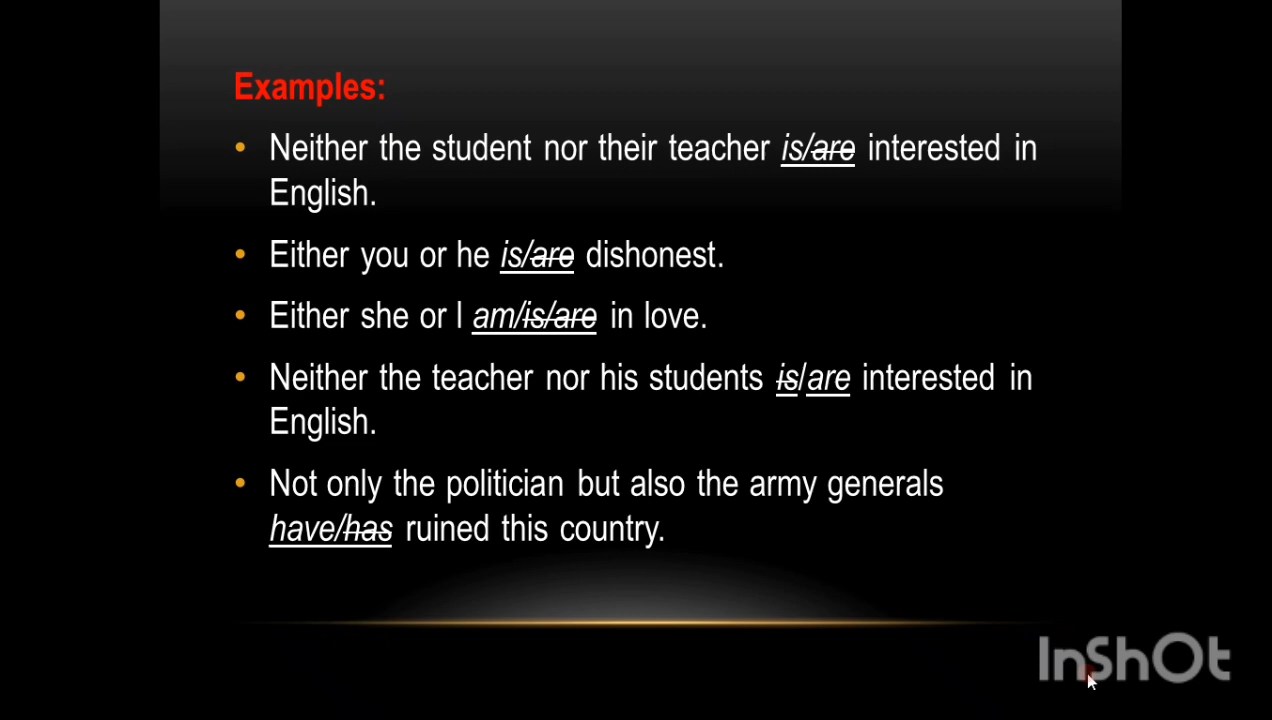 Examples:
• Neither the student nor their teacher is/are interested in
English.
• Either you or he is/are dishonest.
• Either she or I am/is/are in love.
• Neither the teacher nor his students is/are interested in
English.
• Not only the politician but also the army generals
have/has ruined this country.
InShOt